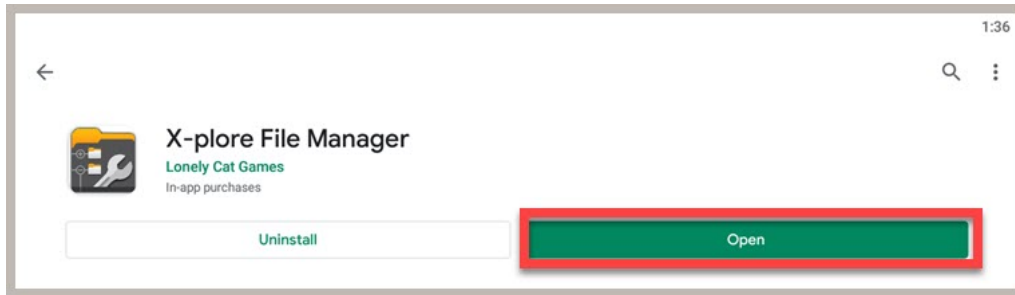 1:36
X-plore File Manager
Lonely Cat Games
In-app purchases
Uninstall
Open